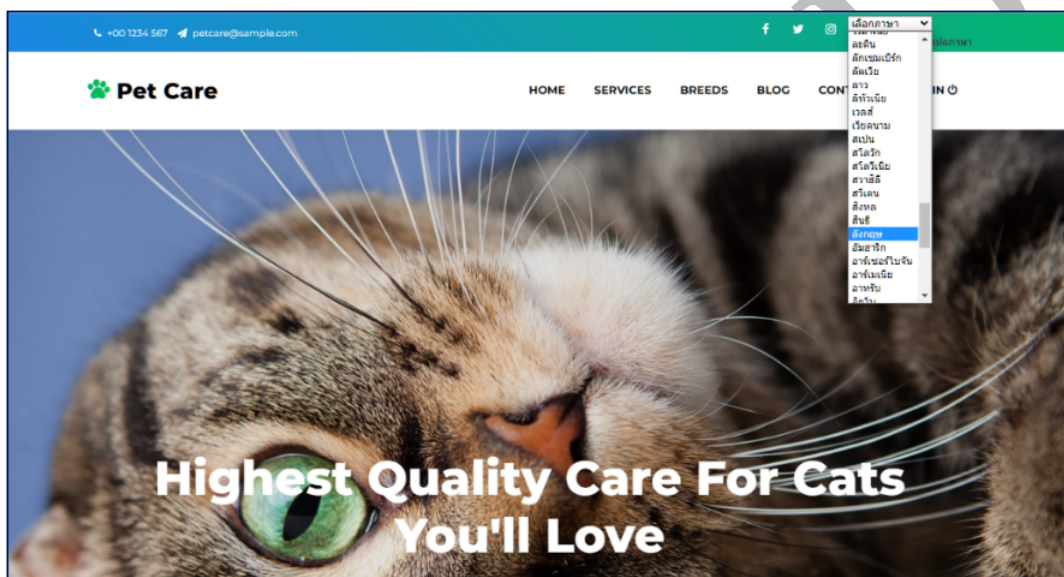 +00 1234 567 petcare@sample.com
เลือกภาษา
Pet Care
HOME SERVICES BREEDS BLOG IN
ละติน
ลักเซมเบิร์ก
ลัตเวีย
ลาว
ลิทัวเนีย
เวลส์
เวียดนาม
สเปน
สโลวัก
สโลวีเนีย
สวาฮิลี
สวีเดน
สิงหล
สินธี
อังกฤษ
อัมฮาริก
อาร์เซอร์ไบจัน
อาร์เมเนีย
อาหรับ
Highest Quality Care For Cats
You'll Love